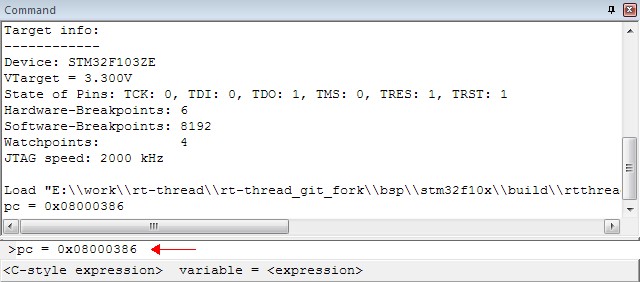 Command
Target info:
------------
Device: STM32F103ZE
VTarget = 3.300V
State of Pins: TCK: 0, TDI: 0, TDO: 1, TMS: 0, TRES: 1, TRST: 1
Hardware-Breakpoints: 6
Software-Breakpoints: 8192
Watchpoints:          4
JTAG speed: 2000 kHz
Load "E:\\work\\rt-thread\\rt-thread_git_fork\\bsp\\stm32f10x\\build\\rtthrea
pc = 0x08000386
>pc = 0x08000386
<C-style expression>  variable = <expression>